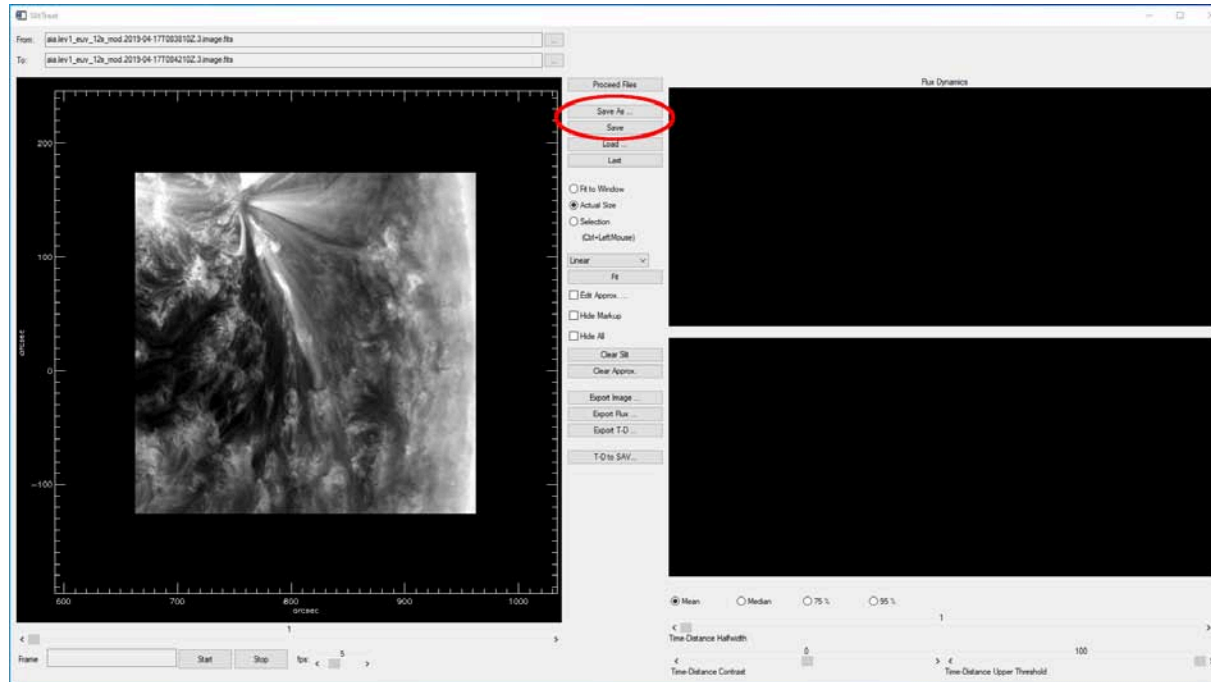 SlitTreat
From:
aia.lev1_euv_12s_mod.2019-04-17T083810Z.3.image.fits
...
To:
aia.lev1_euv_12s_mod.2019-04-17T084210Z.3.image.fits
...
Proceed Files
Save As ...
Save
Load ...
Last
Fit to Window
Actual Size
Selection
(Ctrl+LeftMouse)
Linear
Fit
Edit Approx. ...
Hide Markup
Hide All
Clear Slit
Clear Approx.
Export Image ...
Export Flux ...
Export T-D ...
T-D to SAV...
200
100
0
-100
arcsec
600 700 800 900 1000
arcsec
1
Frame
Start
Stop
fps:
5
Flux Dynamics
Mean
Median
75 %
95 %
1
Time-Distance Halfwidth
0
Time-Distance Contrast
100
Time-Distance Upper Threshold